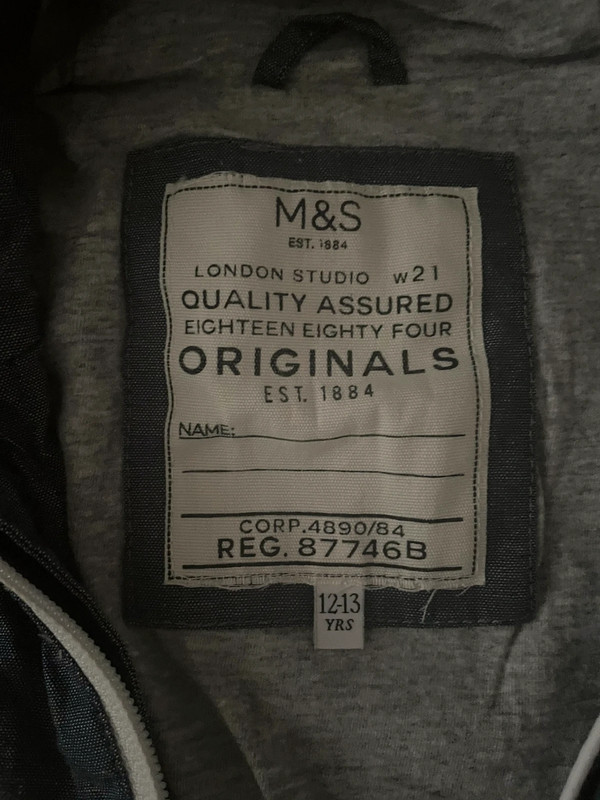 M&S
EST. 1884
LONDON STUDIO W21
QUALITY ASSURED
EIGHTEEN EIGHTY FOUR
ORIGINALS
EST. 1884
NAME:
CORP.4890/84
REG. 87746B
12-13
YRS